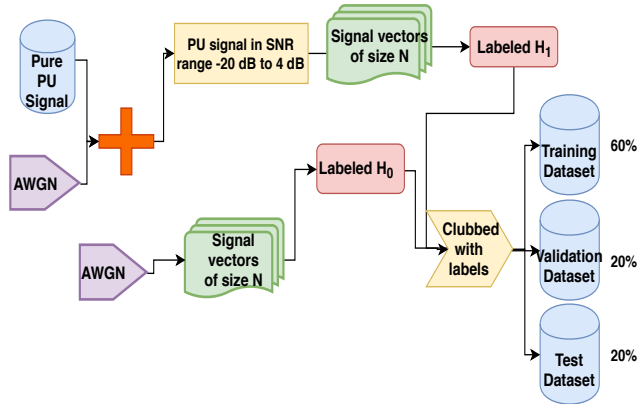 Pure
PU
Signal
AWGN
PU signal in SNR
range -20 dB to 4 dB
Signal vectors
of size N
Labeled H₁
AWGN
Signal
vectors
of size N
Labeled H₀
Clubbed
with
labels
Training
Dataset
60%
Validation
Dataset
20%
Test
Dataset
20%